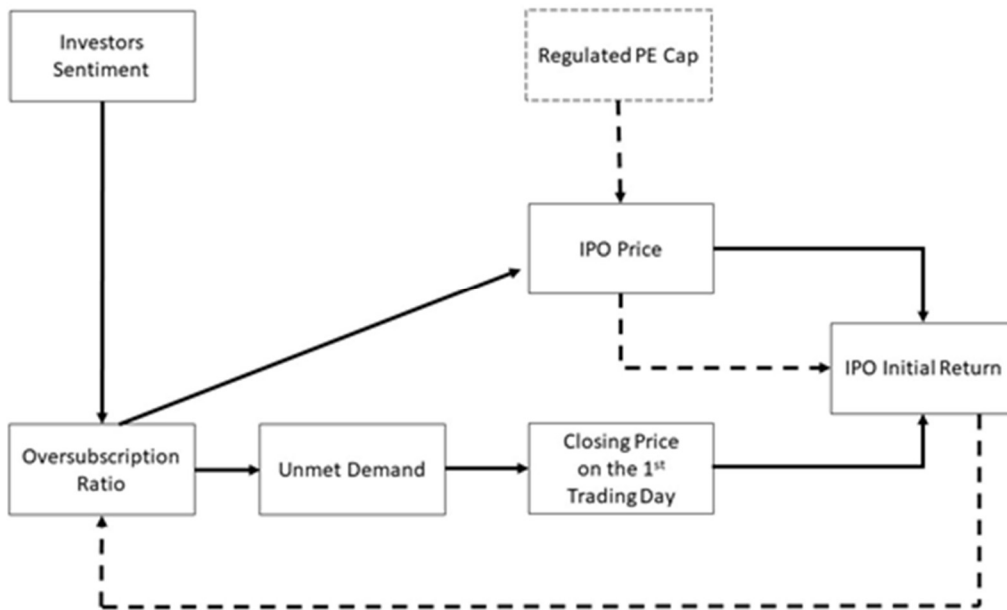 Investors
Sentiment
Regulated PE Cap
IPO Price
IPO Initial Return
Oversubscription
Ratio
Unmet Demand
Closing Price
on the 1st
Trading Day